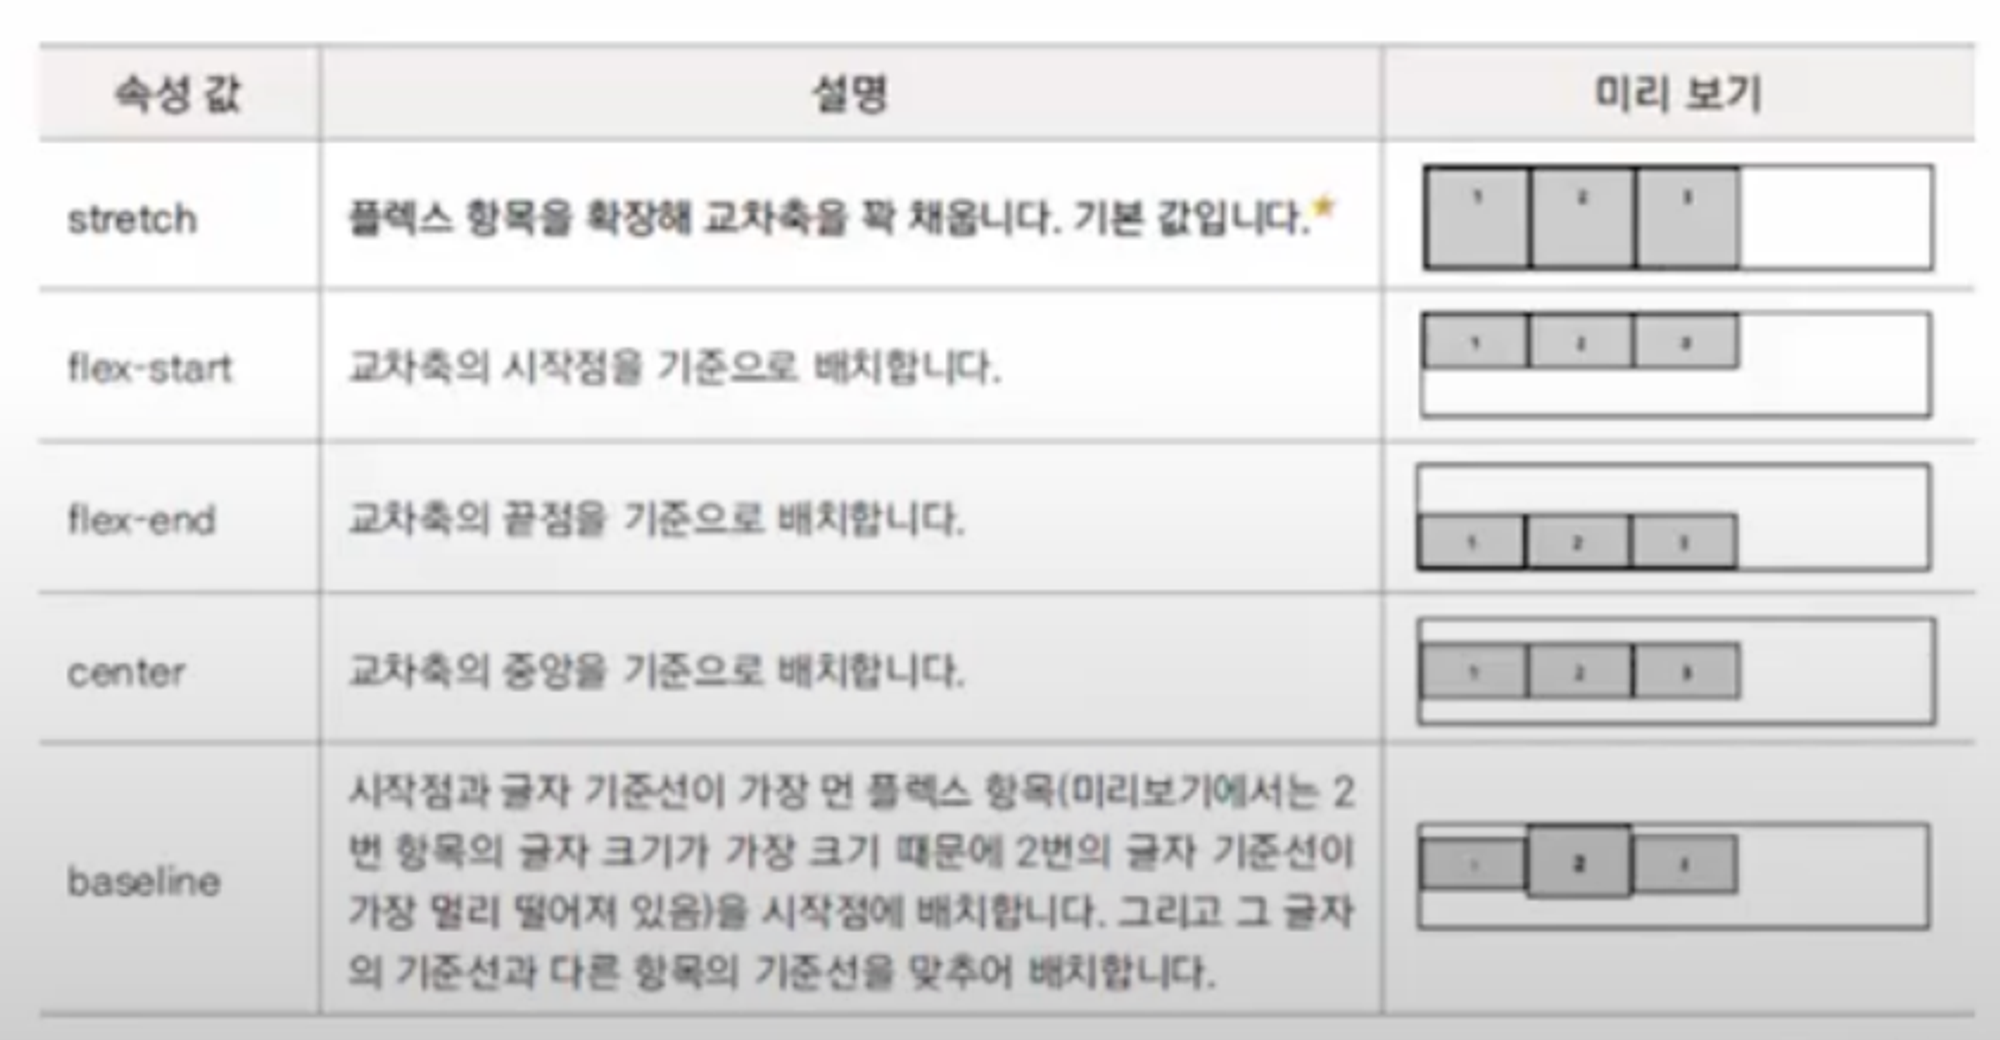 속성 값
설명
미리 보기
stretch
플렉스 항목을 확장해 교차축을 꽉 채웁니다. 기본 값입니다.
1 2 3
flex-start
교차축의 시작점을 기준으로 배치합니다.
1 2 3
flex-end
교차축의 끝점을 기준으로 배치합니다.
1 2 3
center
교차축의 중앙을 기준으로 배치합니다.
1 2 3
baseline
시작점과 글자 기준선이 가장 먼 플렉스 항목(미리보기에서는 2
번 항목의 글자 크기가 가장 크기 때문에 2번의 글자 기준선이
가장 멀리 떨어져 있음)을 시작점에 배치합니다. 그리고 그 글자
의 기준선과 다른 항목의 기준선을 맞추어 배치합니다.
2